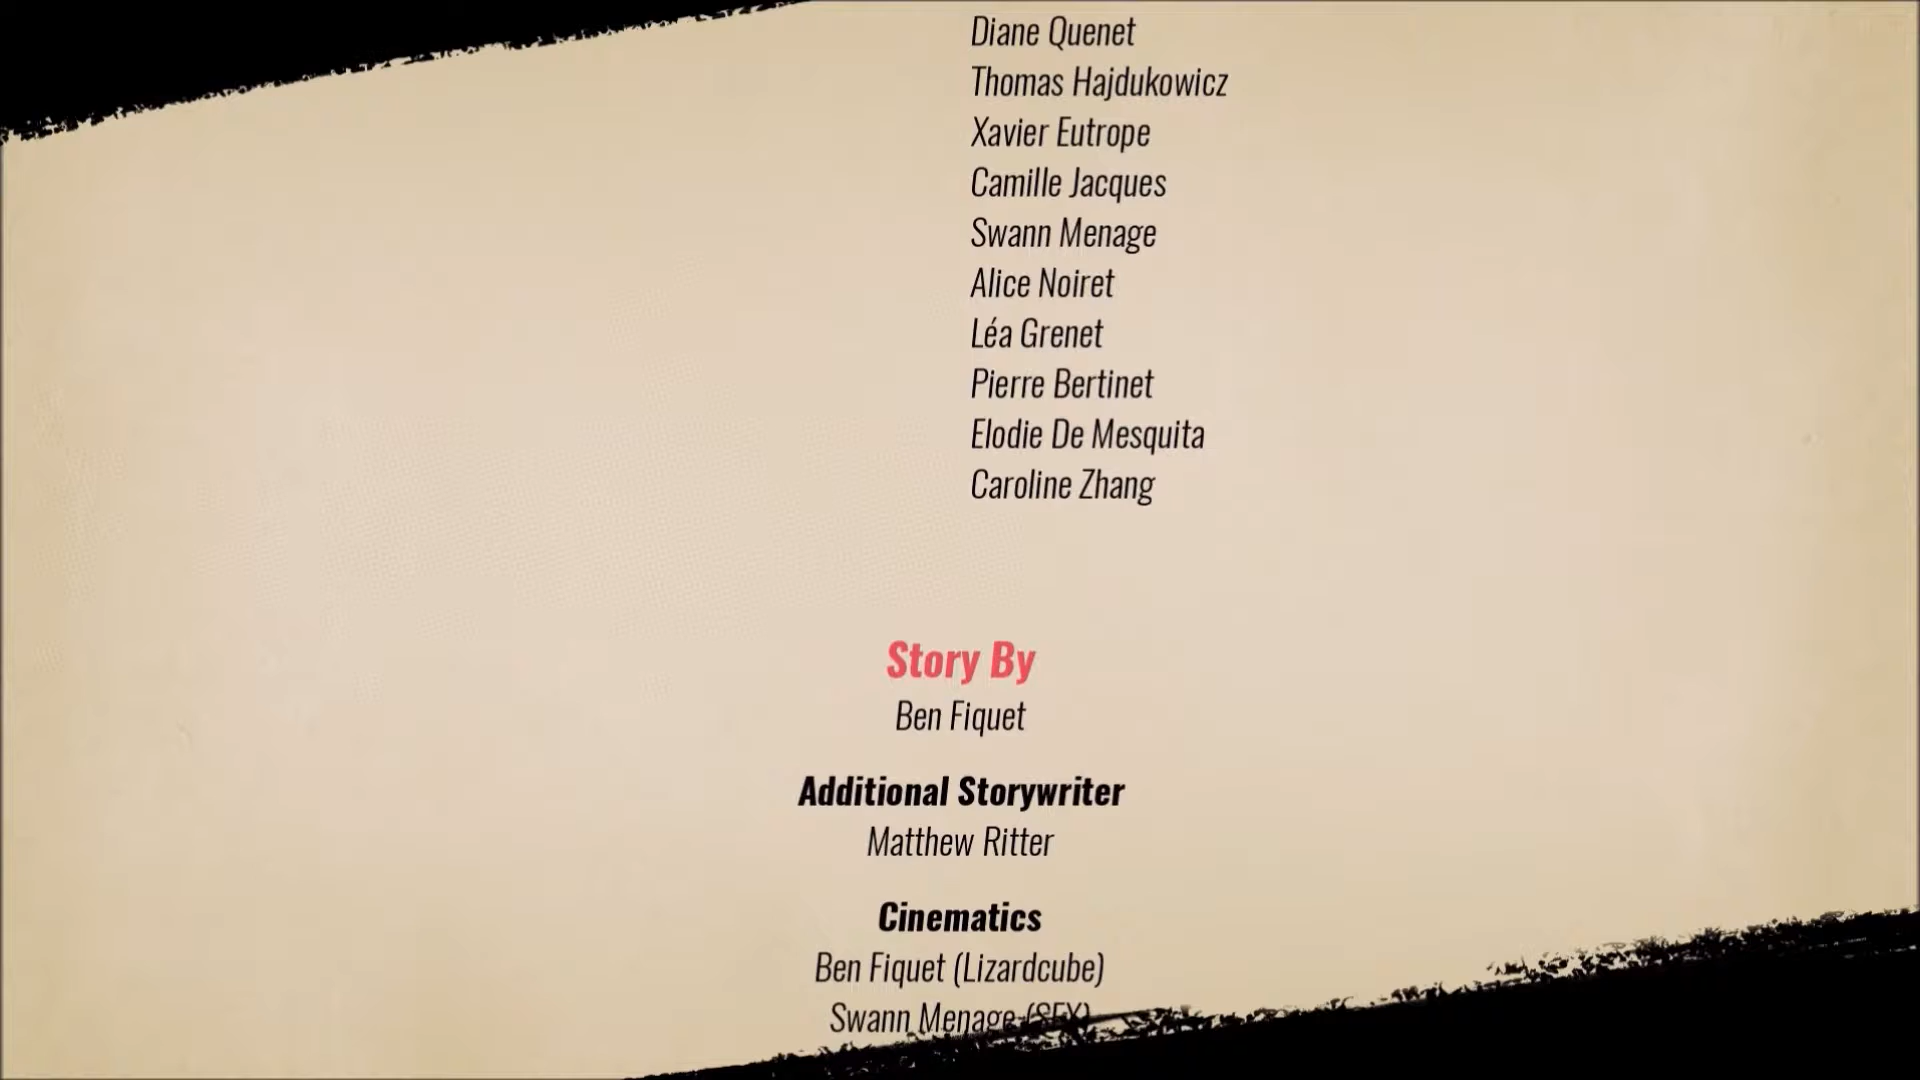 Diane Quenet
Thomas Hajdukowicz
Xavier Eutrope
Camille Jacques
Swann Menage
Alice Noiret
Léa Grenet
Pierre Bertinet
Elodie De Mesquita
Caroline Zhang
Story By
Ben Fiquet
Additional Storywriter
Matthew Ritter
Cinematics
Ben Fiquet (Lizardcube)
Swann Menage (SFX)